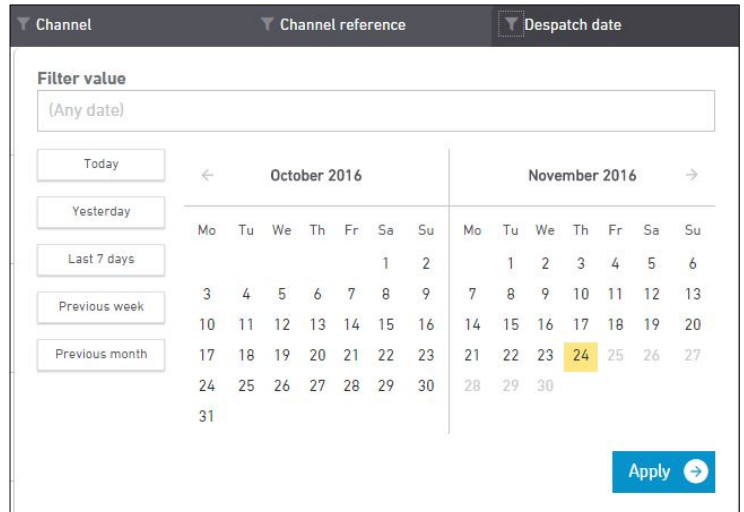 Channel Channel reference Despatch date
Filter value
(Any date)
Today
Yesterday
Last 7 days
Previous week
Previous month
October 2016
Mo Tu We Th Fr Sa Su
1 2
3 4 5 6 7 8 9
10 11 12 13 14 15 16
17 18 19 20 21 22 23
24 25 26 27 28 29 30
31
November 2016
Mo Tu We Th Fr Sa Su
1 2 3 4 5 6
7 8 9 10 11 12 13
14 15 16 17 18 19 20
21 22 23 24 25 26 27
28 29 30
Apply